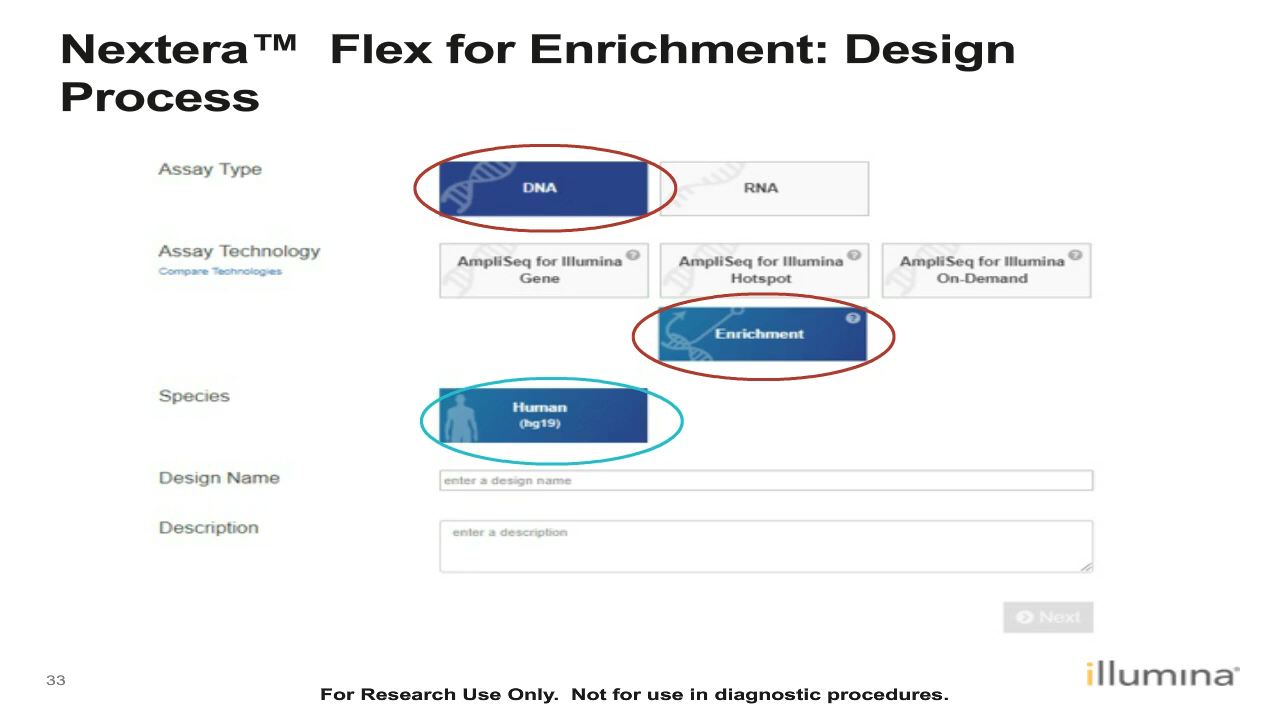 Nextera™ Flex for Enrichment: Design
Process
Assay Type
DNA
RNA
Assay Technology
Compare Technologies
AmpliSeq for Illumina
Gene
?
AmpliSeq for Illumina
Hotspot
?
AmpliSeq for Illumina
On-Demand
?
Enrichment
?
Species
Human
(hg19)
Design Name
enter a design name
Description
enter a description
Next
33
For Research Use Only. Not for use in diagnostic procedures.
illumina®